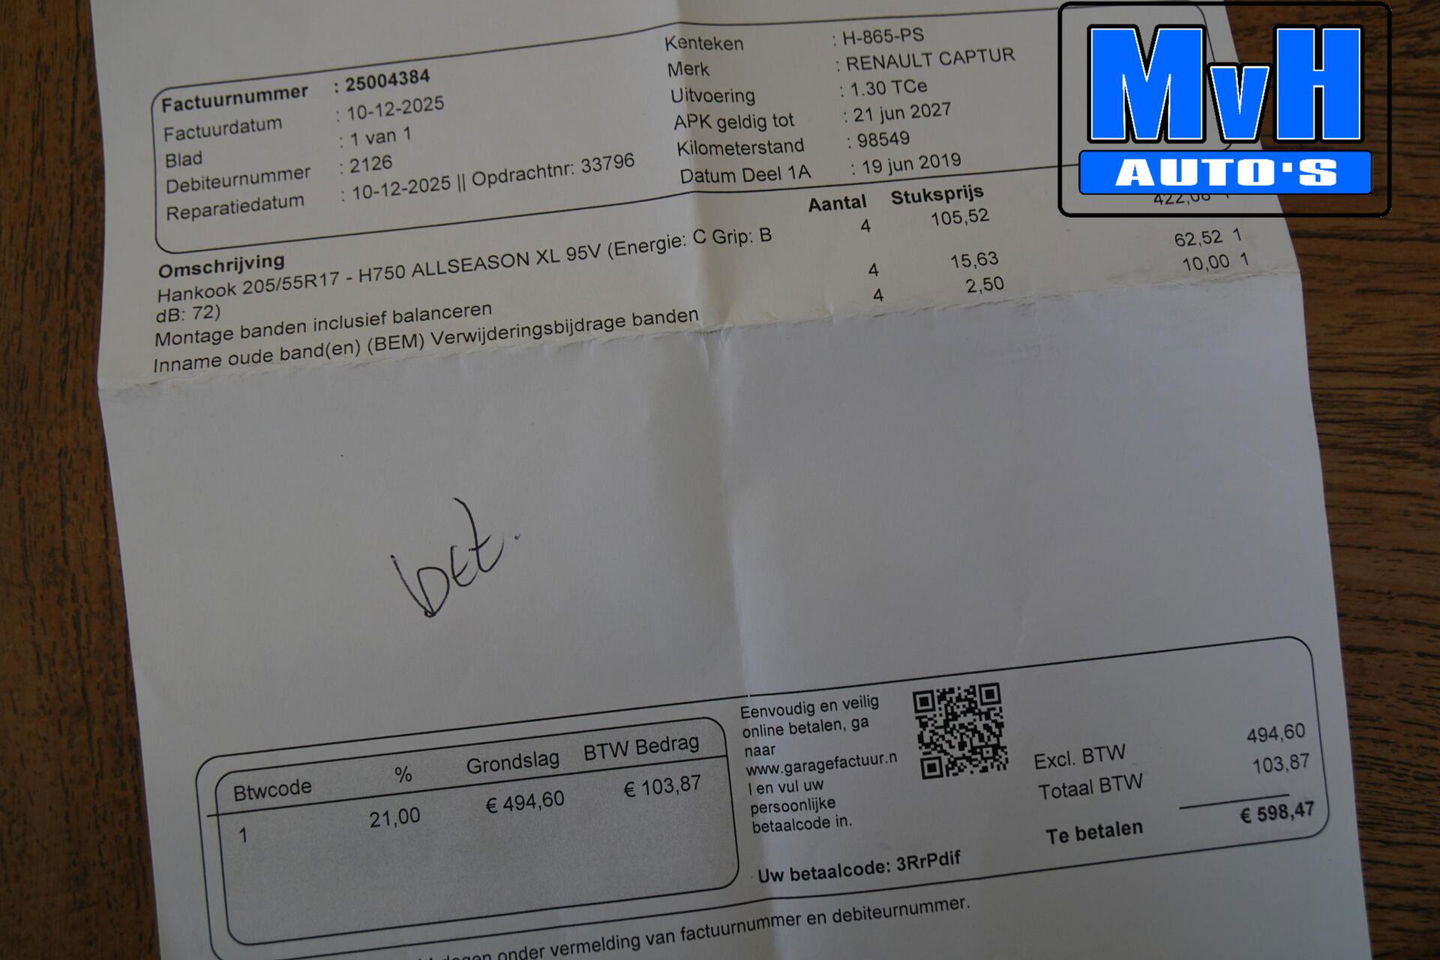 MvH
AUTO'S
Factuurnummer : 25004384
Factuurdatum : 10-12-2025
Blad : 1 van 1
Debiteurnummer : 2126
Reparatiedatum : 10-12-2025 || Opdrachtnr: 33796
Kenteken : H-865-PS
Merk : RENAULT CAPTUR
Uitvoering : 1.30 TCe
APK geldig tot : 21 jun 2027
Kilometerstand : 98549
Datum Deel 1A : 19 jun 2019
Omschrijving Aantal Stuksprijs
Hankook 205/55R17 - H750 ALLSEASON XL 95V (Energie: C Grip: B 4 105,52 422,08 1
dB: 72)
Montage banden inclusief balanceren 4 15,63 62,52 1
Inname oude band(en) (BEM) Verwijderingsbijdrage banden 4 2,50 10,00 1
bet.
Btwcode % Grondslag BTW Bedrag
1 21,00 € 494,60 € 103,87
Eenvoudig en veilig
online betalen, ga
naar
www.garagefactuur.n
l en vul uw
persoonlijke
betaalcode in.
Uw betaalcode: 3RrPdif
Excl. BTW 494,60
Totaal BTW 103,87
Te betalen € 598,47
dagen onder vermelding van factuurnummer en debiteurnummer.